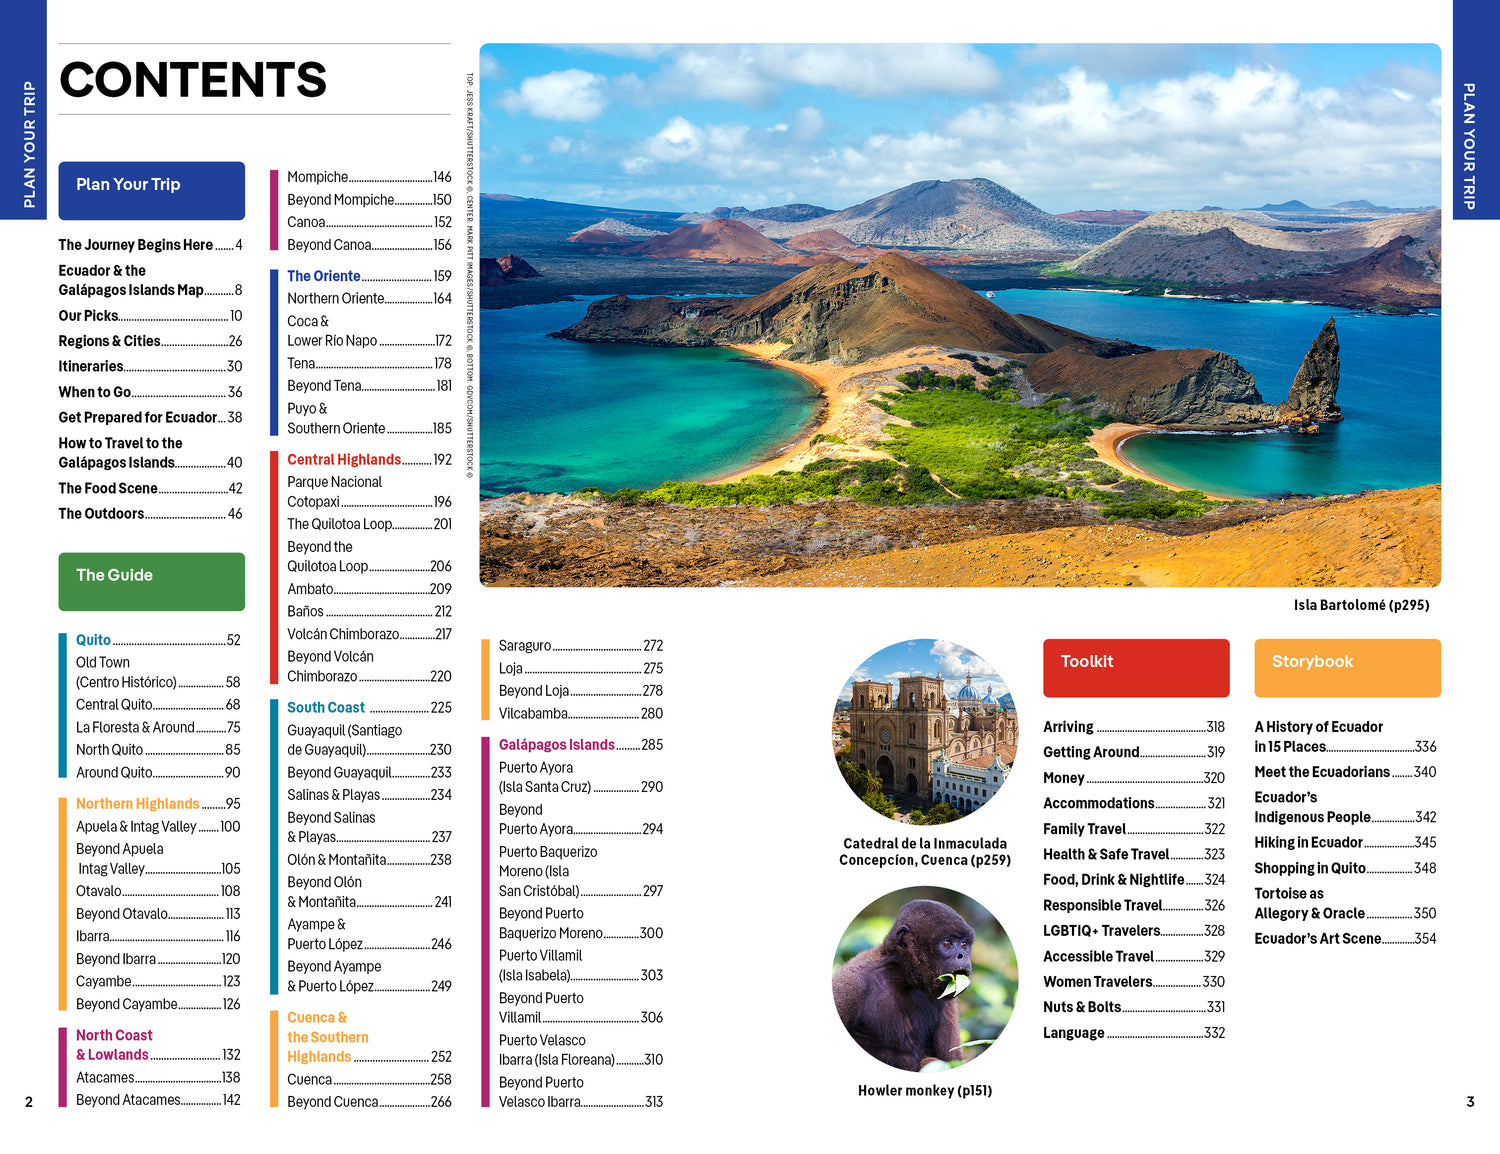 PLAN YOUR TRIP
CONTENTS
Plan Your Trip
The Journey Begins Here.......4
Ecuador & the
Galápagos Islands Map..........8
Our Picks.....................................10
Regions & Cities.......................26
Itineraries...................................30
When to Go................................36
Get Prepared for Ecuador...38
How to Travel to the
Galápagos Islands.................40
The Food Scene.......................42
The Outdoors...........................46
The Guide
Quito......................................52
Old Town
(Centro Histórico)................58
Central Quito........................68
La Floresta & Around...........75
North Quito...........................85
Around Quito........................90
Northern Highlands.........95
Apuela & Intag Valley.......100
Beyond Apuela
Intag Valley..........................105
Otavalo.................................108
Beyond Otavalo...................113
Ibarra......................................116
Beyond Ibarra......................120
Cayambe..............................123
Beyond Cayambe...............126
North Coast
& Lowlands........................132
Atacames.............................138
Beyond Atacames..............142
Mompiche............................146
Beyond Mompiche.............150
Canoa....................................152
Beyond Canoa....................156
The Oriente........................159
Northern Oriente................164
Coca &
Lower Río Napo..................172
Tena........................................178
Beyond Tena.........................181
Puyo &
Southern Oriente...............185
Central Highlands..........192
Parque Nacional
Cotopaxi...............................196
The Quilotoa Loop..............201
Beyond the
Quilotoa Loop.....................206
Ambato.................................209
Baños....................................212
Volcán Chimborazo............217
Beyond Volcán
Chimborazo........................220
South Coast....................225
Guayaquil (Santiago
de Guayaquil).....................230
Beyond Guayaquil.............233
Salinas & Playas.................234
Beyond Salinas
& Playas................................237
Olón & Montañita...............238
Beyond Olón
& Montañita..........................241
Ayampe &
Puerto López.......................246
Beyond Ayampe
& Puerto López...................249
Cuenca &
the Southern
Highlands..........................252
Cuenca.................................258
Beyond Cuenca..................266
2
TOP: JESS KRAFT/SHUTTERSTOCK ©, CENTER: MARK PITT IMAGES/SHUTTERSTOCK ©, BOTTOM: GDVCOM/SHUTTERSTOCK ©
PLAN YOUR TRIP
Isla Bartolomé (p295)
Saraguro..............................272
Loja.......................................275
Beyond Loja........................278
Vilcabamba........................280
Galápagos Islands........285
Puerto Ayora
(Isla Santa Cruz)...............290
Beyond
Puerto Ayora......................294
Puerto Baquerizo
Moreno (Isla
San Cristóbal)....................297
Beyond Puerto
Baquerizo Moreno............300
Puerto Villamil
(Isla Isabela).......................303
Beyond Puerto
Villamil................................306
Puerto Velasco
Ibarra (Isla Floreana).........310
Beyond Puerto
Velasco Ibarra.....................313
Catedral de la Inmaculada
Concepcíon, Cuenca (p259)
Howler monkey (p151)
Toolkit
Arriving....................................318
Getting Around.......................319
Money......................................320
Accommodations..................321
Family Travel..........................322
Health & Safe Travel...........323
Food, Drink & Nightlife......324
Responsible Travel..............326
LGBTIQ+ Travelers..............328
Accessible Travel.................329
Women Travelers.................330
Nuts & Bolts............................331
Language................................332
Storybook
A History of Ecuador
in 15 Places.............................336
Meet the Ecuadorians.......340
Ecuador's
Indigenous People..............342
Hiking in Ecuador.................345
Shopping in Quito................348
Tortoise as
Allegory & Oracle................350
Ecuador's Art Scene...........354
3